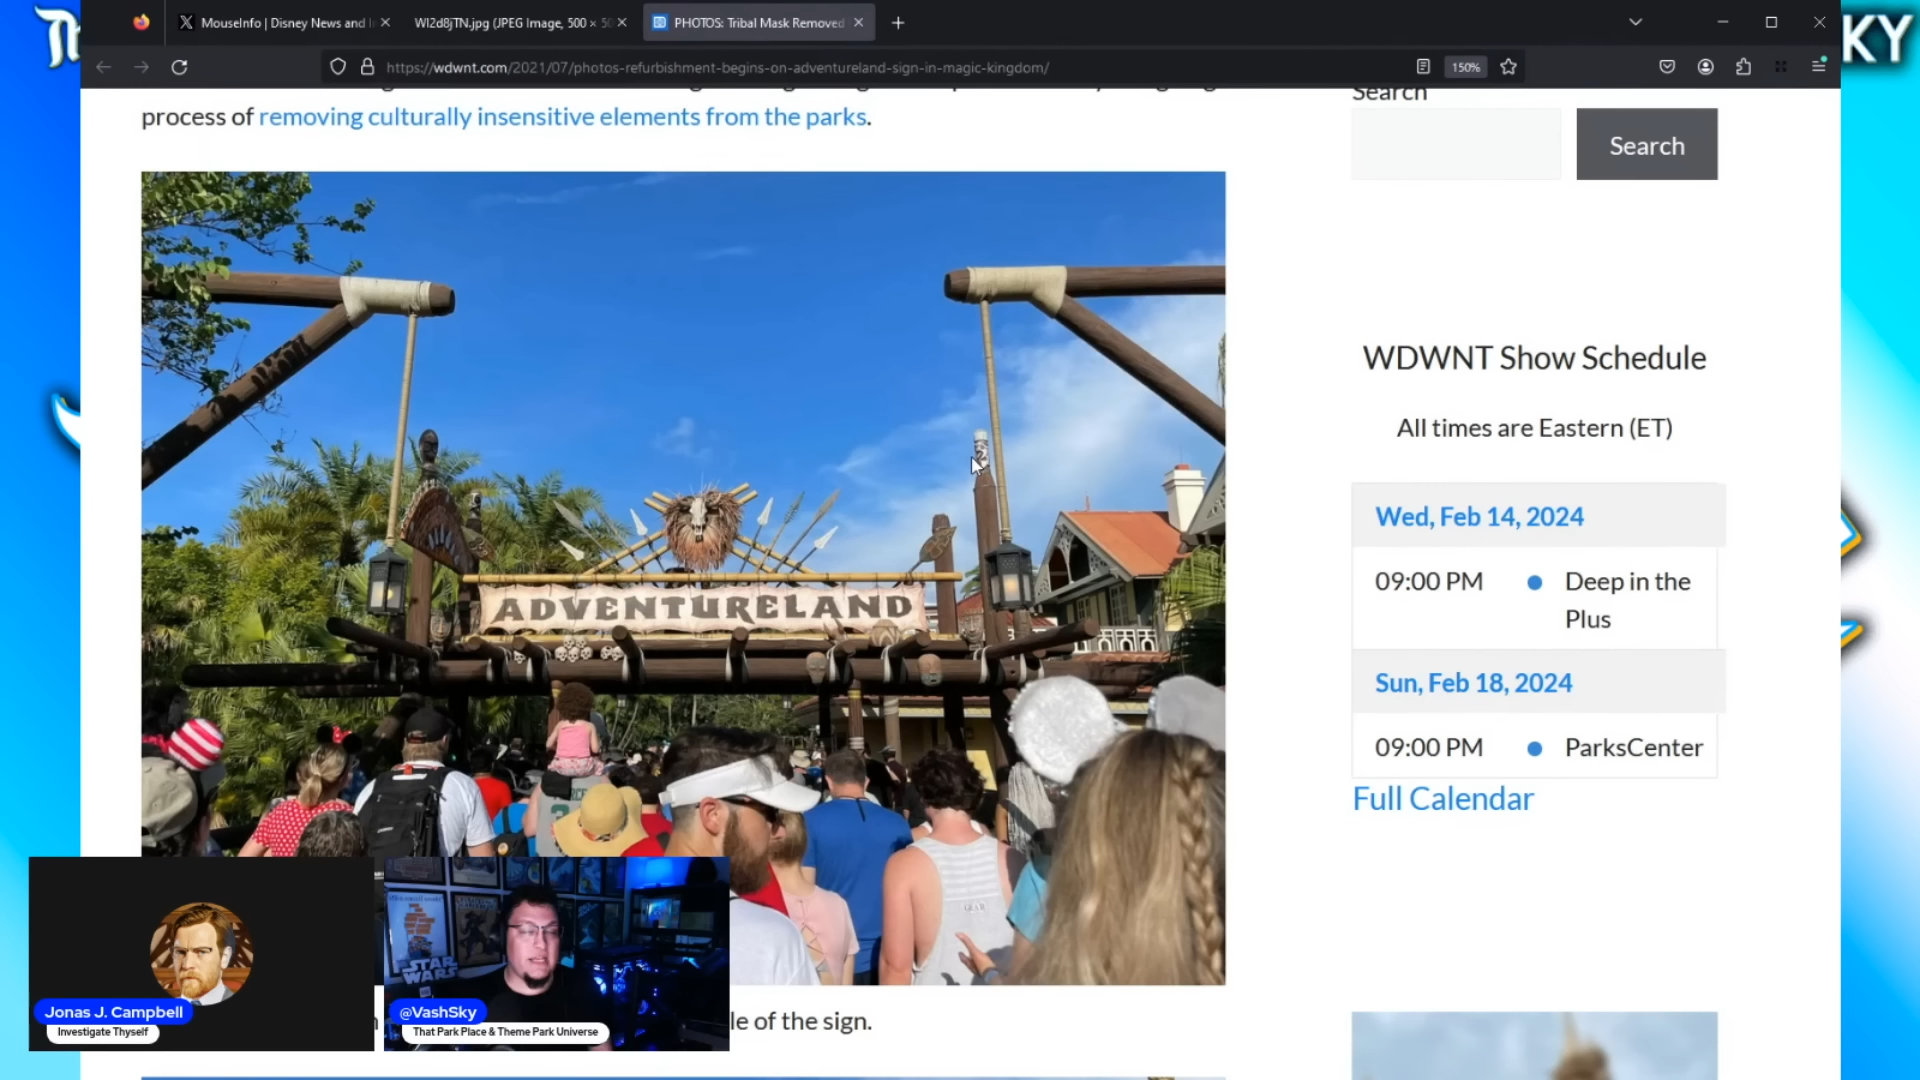 MouseInfo | Disney News and I
WI2d8jTN.jpg (JPEG Image, 500 × 50
PHOTOS: Tribal Mask Removed
https://wdwnt.com/2021/07/photos-refurbishment-begins-on-adventureland-sign-in-magic-kingdom/
150%
KY
process of removing culturally insensitive elements from the parks.
Search
Search
ADVENTURELAND
WDWNT Show Schedule
All times are Eastern (ET)
Wed, Feb 14, 2024
09:00 PM
Deep in the
Plus
Sun, Feb 18, 2024
09:00 PM
ParksCenter
Full Calendar
STAR
WARS
Jonas J. Campbell
Investigate Thyself
@VashSky
That Park Place & Theme Park Universe
le of the sign.